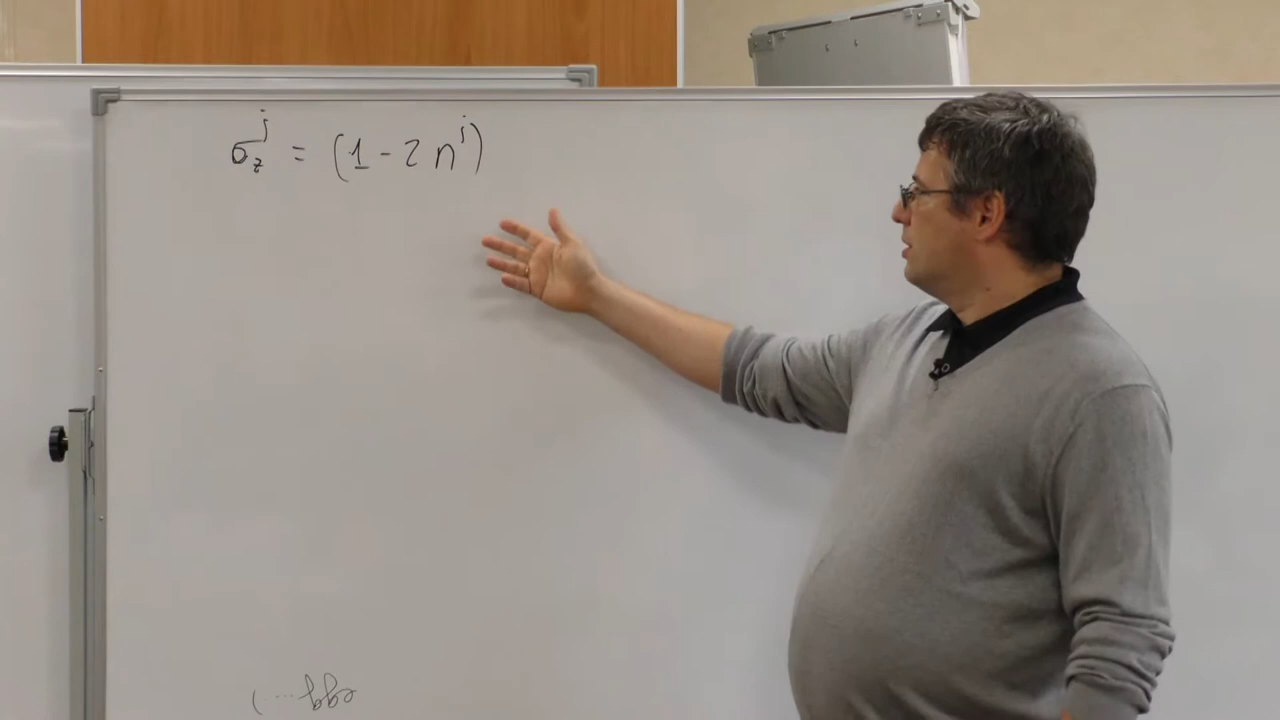 σ_z^j = (1 - 2 n^j)